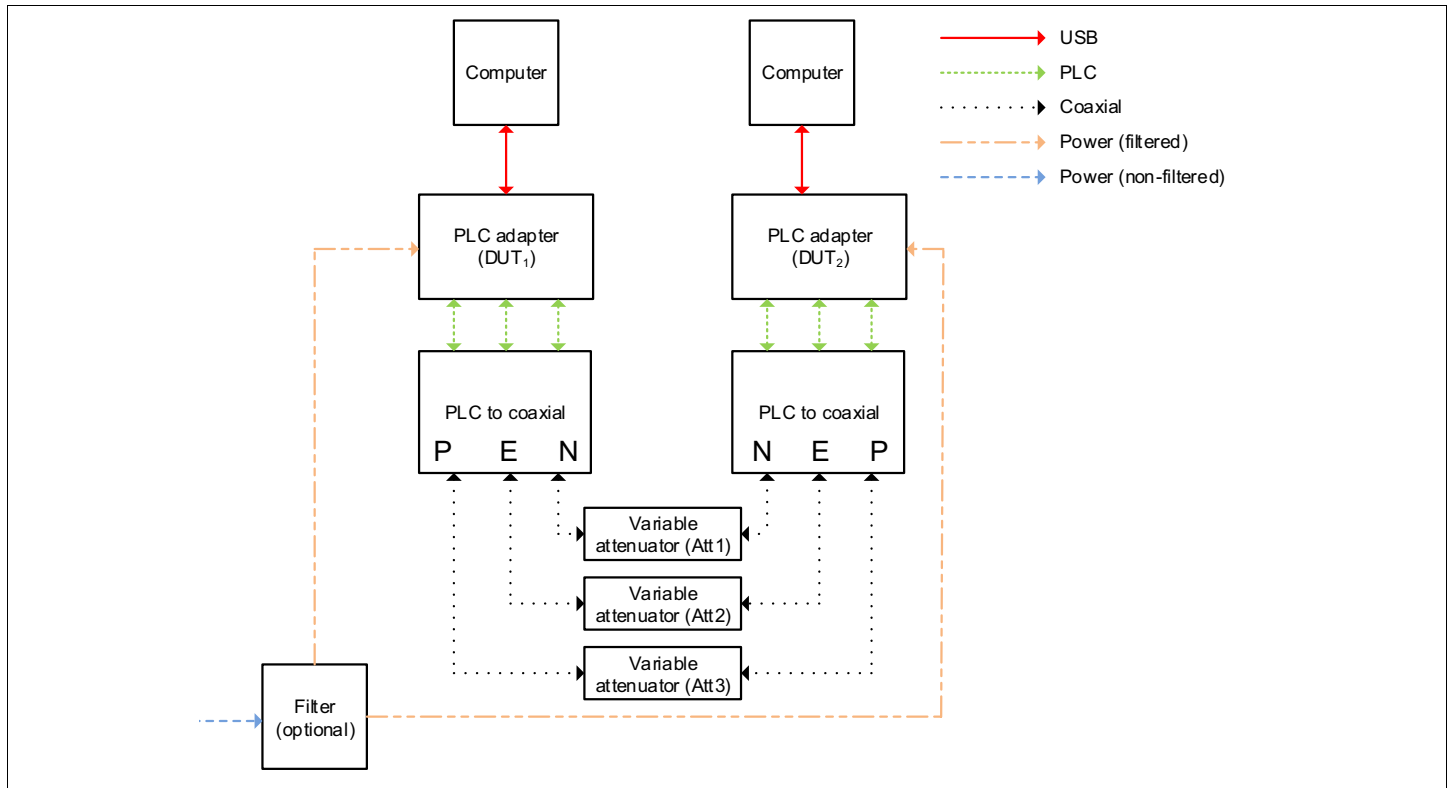 Computer
Computer
USB
PLC
Coaxial
Power (filtered)
Power (non-filtered)
PLC adapter
(DUT₁)
PLC adapter
(DUT₂)
PLC to coaxial
P E N
PLC to coaxial
N E P
Variable
attenuator (Att1)
Variable
attenuator (Att2)
Variable
attenuator (Att3)
Filter
(optional)